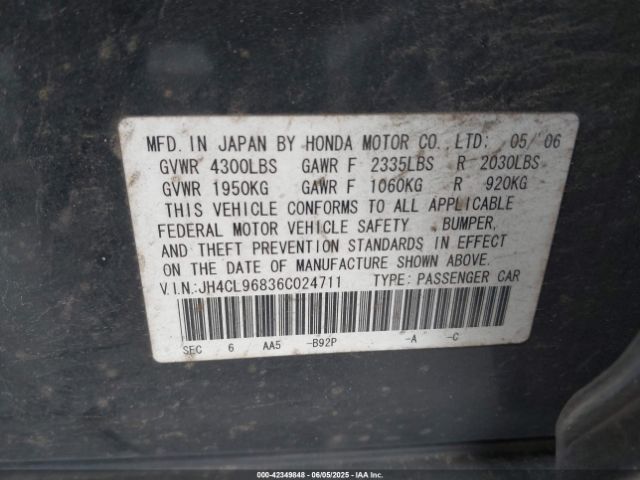 MFD. IN JAPAN BY HONDA MOTOR CO., LTD: 05/06
GVWR 4300LBS GAWR F 2335LBS R 2030LBS
GVWR 1950KG GAWR F 1060KG R 920KG
THIS VEHICLE CONFORMS TO ALL APPLICABLE
FEDERAL MOTOR VEHICLE SAFETY , BUMPER,
AND THEFT PREVENTION STANDARDS IN EFFECT
ON THE DATE OF MANUFACTURE SHOWN ABOVE.
V.I.N.:JH4CL96836C024711 TYPE: PASSENGER CAR
SEC 6 AA5 -B92P -A -C
000-42349848 - 06/05/2025 - IAA Inc.